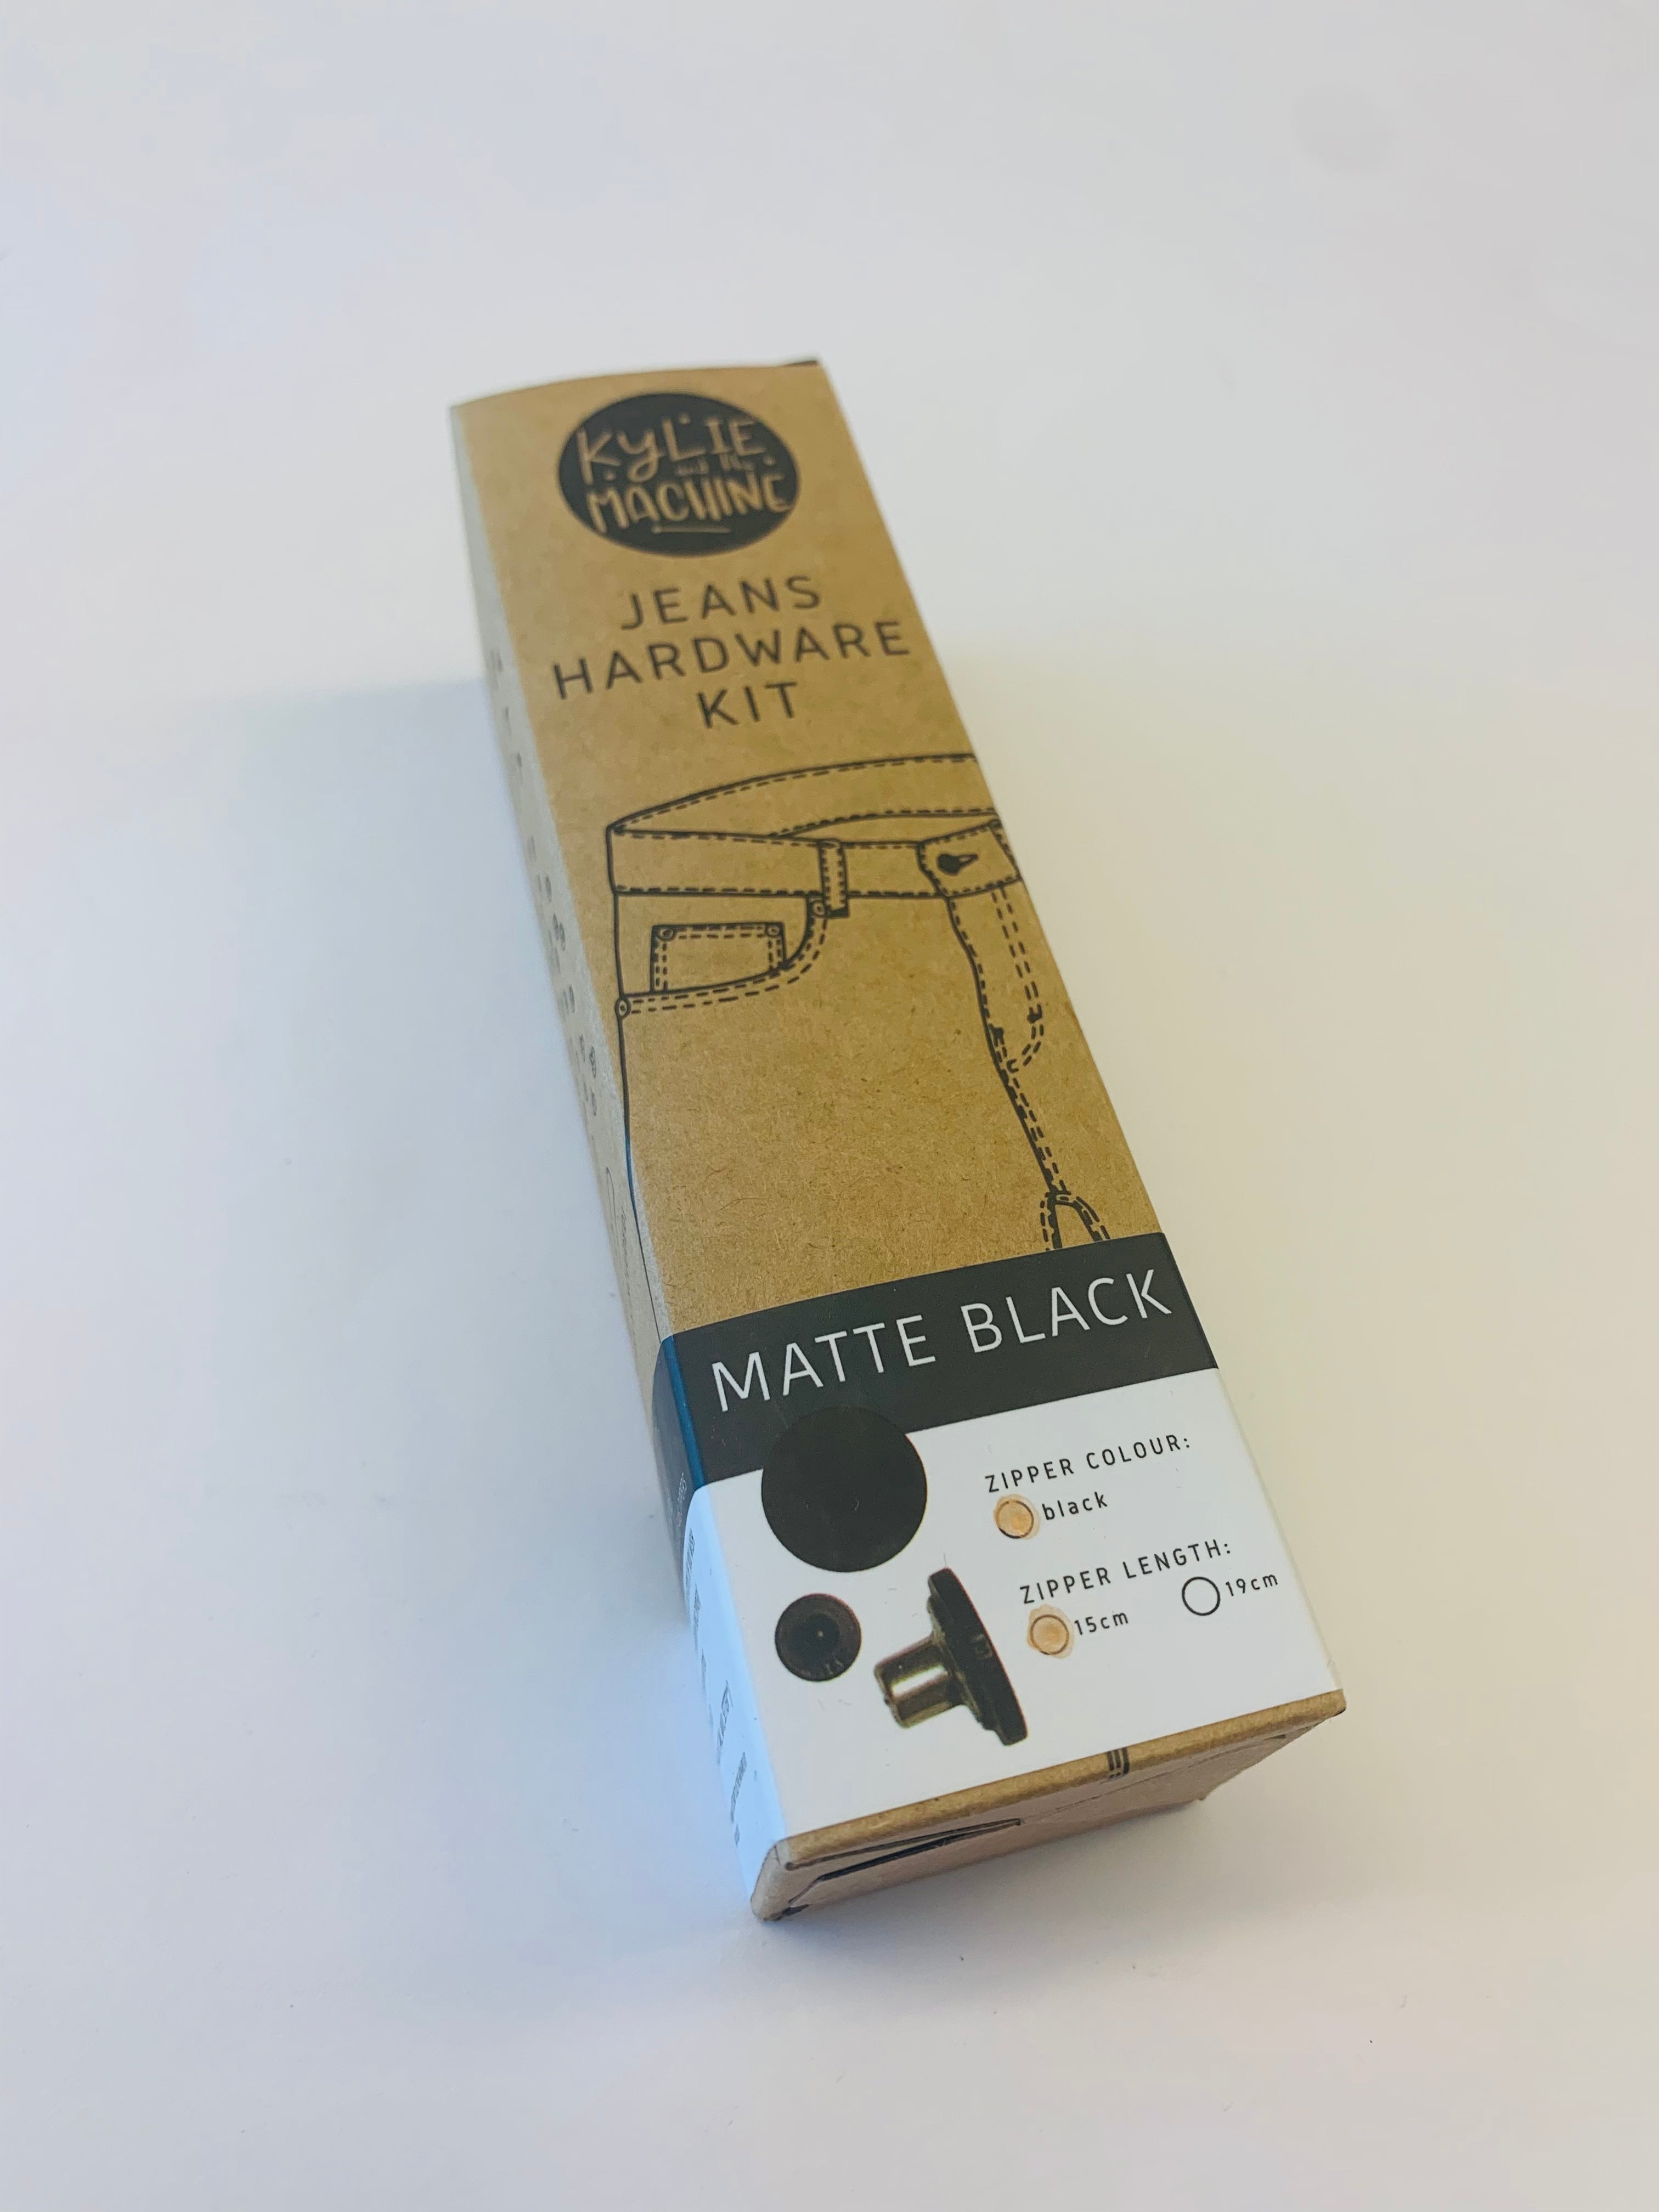 KyLIE
and the
MACHINE
JEANS
HARDWARE
KIT
MATTE BLACK
ZIPPER COLOUR:
black
ZIPPER LENGTH:
15cm 19cm